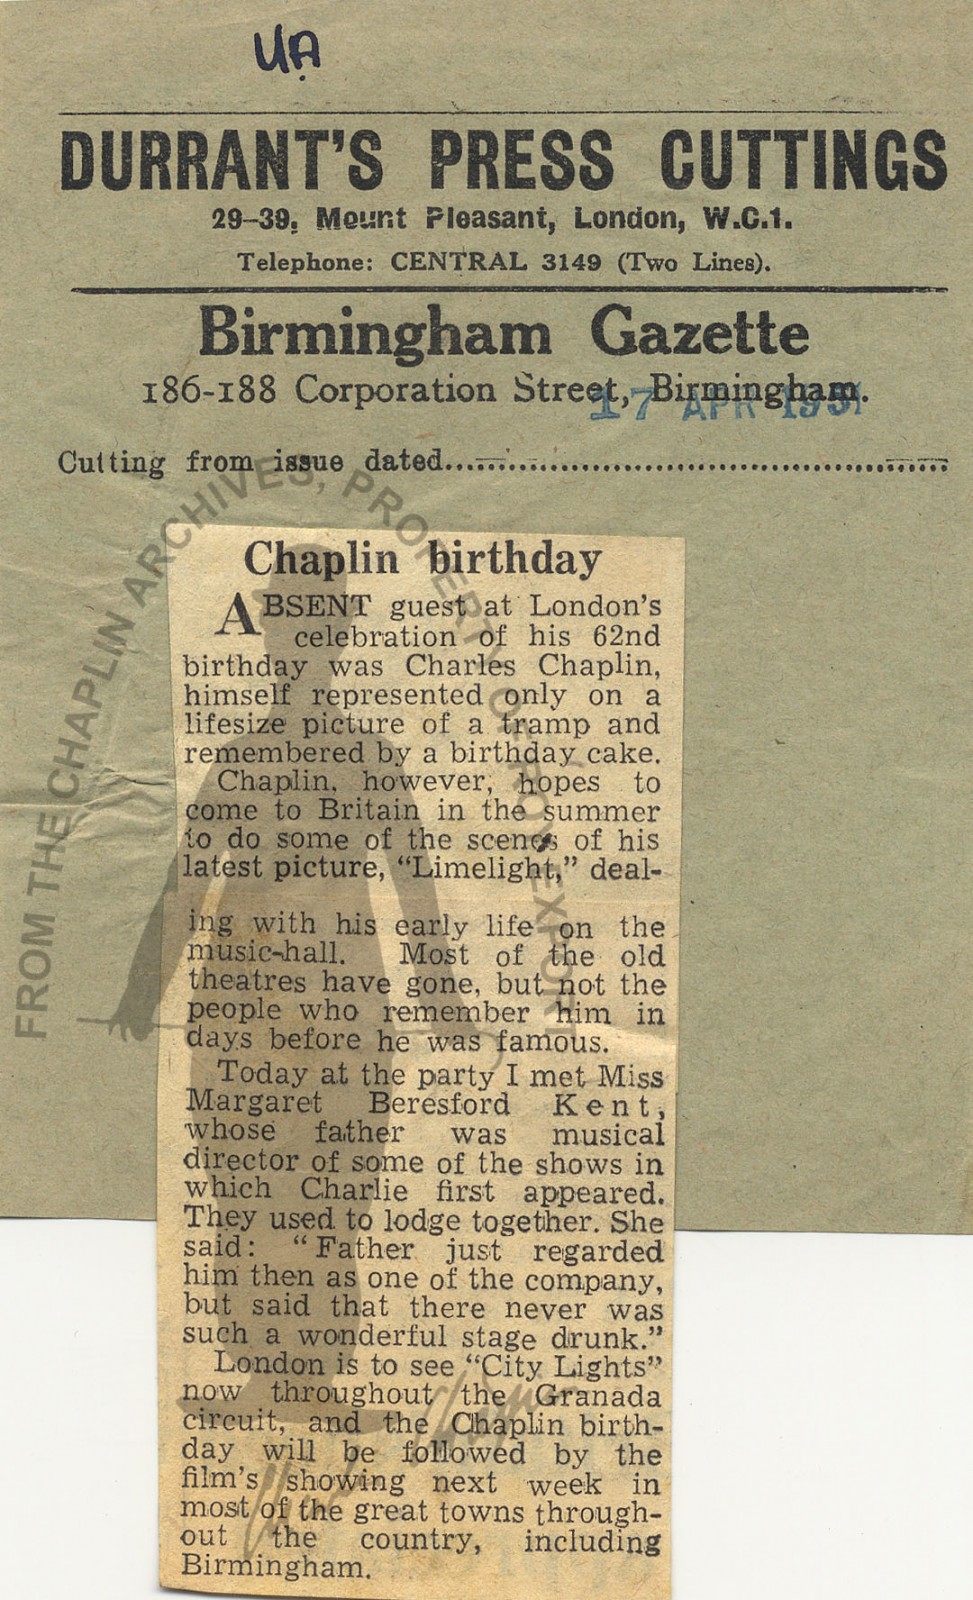 UA
DURRANT'S PRESS CUTTINGS
29-39, Mount Pleasant, London, W.C.1.
Telephone: CENTRAL 3149 (Two Lines).
Birmingham Gazette
186-188 Corporation Street, Birmingham.
17 APR 1951
Cutting from issue dated
Chaplin birthday
ABSENT guest at London's
celebration of his 62nd
birthday was Charles Chaplin,
himself represented only on a
lifesize picture of a tramp and
remembered by a birthday cake.
Chaplin, however, hopes to
come to Britain in the summer
to do some of the scenes of his
latest picture, "Limelight," deal-
ing with his early life on the
music-hall. Most of the old
theatres have gone, but not the
people who remember him in
days before he was famous.
Today at the party I met Miss
Margaret Beresford Kent,
whose father was musical
director of some of the shows in
which Charlie first appeared.
They used to lodge together. She
said: "Father just regarded
him then as one of the company,
but said that there never was
such a wonderful stage drunk."
London is to see "City Lights"
now throughout the Granada
circuit, and the Chaplin birth-
day will be followed by the
film's showing next week in
most of the great towns through-
out the country, including
Birmingham.
FROM THE CHAPLIN ARCHIVES, PROPERTY OF ROY EXPORT